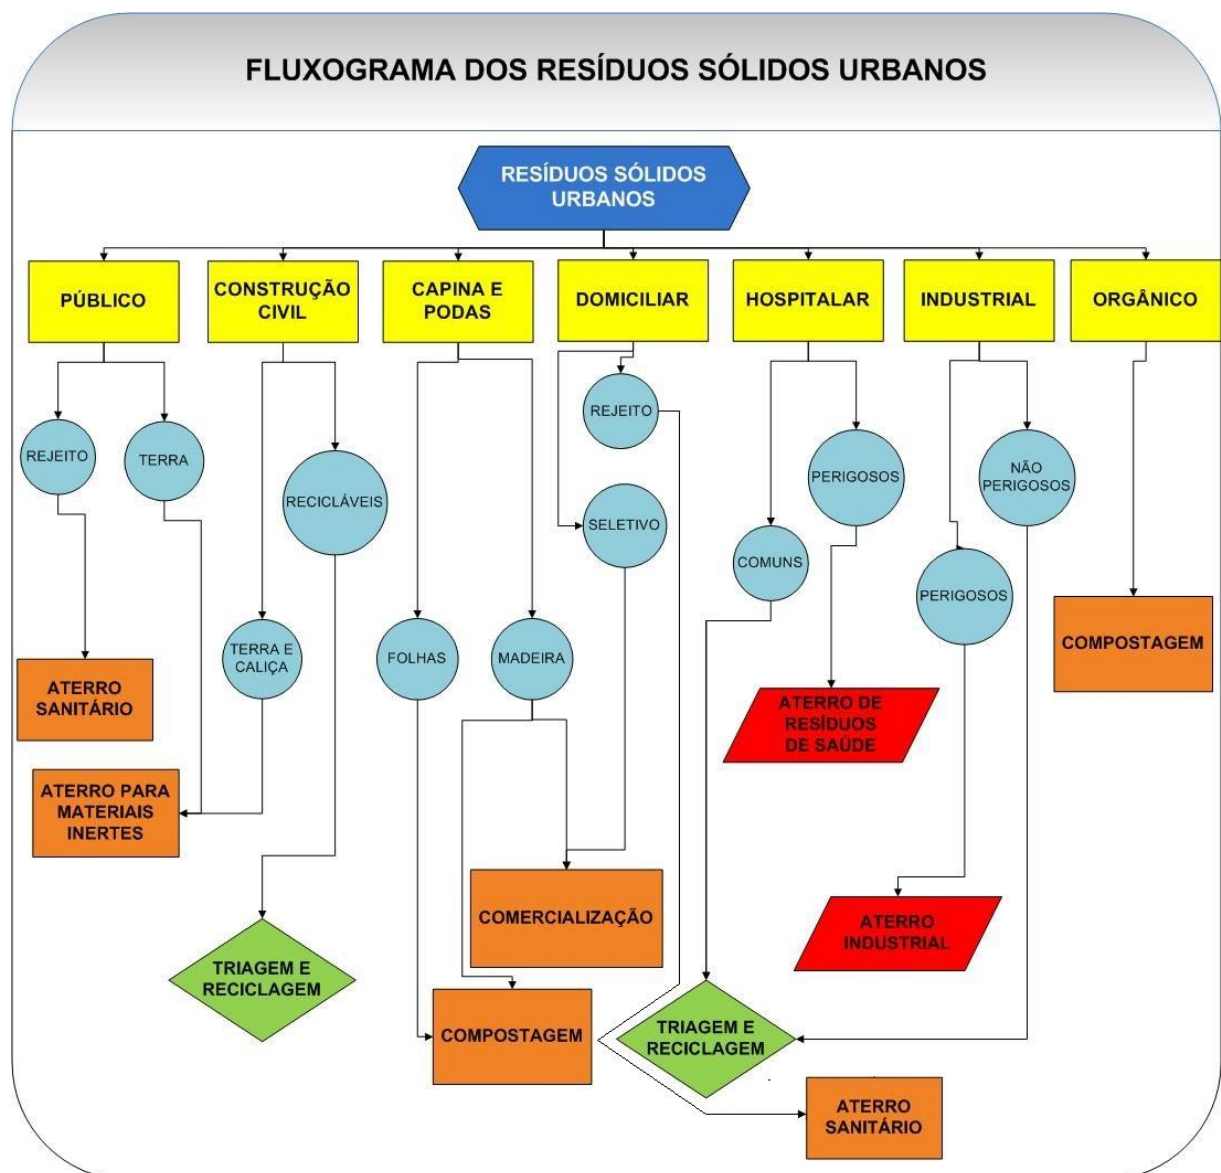 FLUXOGRAMA DOS RESÍDUOS SÓLIDOS URBANOS
RESÍDUOS SÓLIDOS
URBANOS
PÚBLICO
CONSTRUÇÃO
CIVIL
CAPINA E
PODAS
DOMICILIAR
HOSPITALAR
INDUSTRIAL
ORGÂNICO
REJEITO
TERRA
RECICLÁVEIS
REJEITO
SELETIVO
PERIGOSOS
NÃO
PERIGOSOS
COMUNS
PERIGOSOS
TERRA E
CALIÇA
FOLHAS
MADEIRA
COMPOSTAGEM
ATERRO
SANITÁRIO
ATERRO DE
RESÍDUOS
DE SAÚDE
ATERRO PARA
MATERIAIS
INERTES
COMERCIALIZAÇÃO
ATERRO
INDUSTRIAL
TRIAGEM E
RECICLAGEM
COMPOSTAGEM
TRIAGEM E
RECICLAGEM
ATERRO
SANITÁRIO